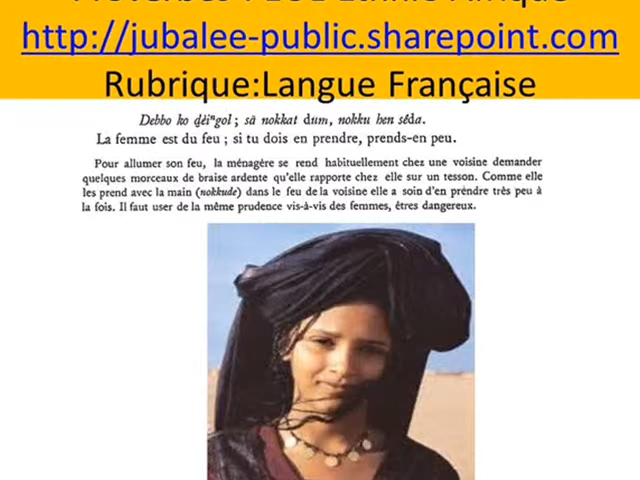 Proverbes PEUL Ethnie Afrique
http://jubalee-public.sharepoint.com
Rubrique:Langue Française
Debbo ko ɗèiⁿgol ; sā nokkat ɗum, nokku hen sêɗa.
La femme est du feu ; si tu dois en prendre, prends-en peu.
Pour allumer son feu, la ménagère se rend habituellement chez une voisine demander
quelques morceaux de braise ardente qu'elle rapporte chez elle sur un tesson. Comme elle
les prend avec la main (nokkude) dans le feu de la voisine elle a soin d'en prendre très peu à
la fois. Il faut user de la même prudence vis-à-vis des femmes, êtres dangereux.